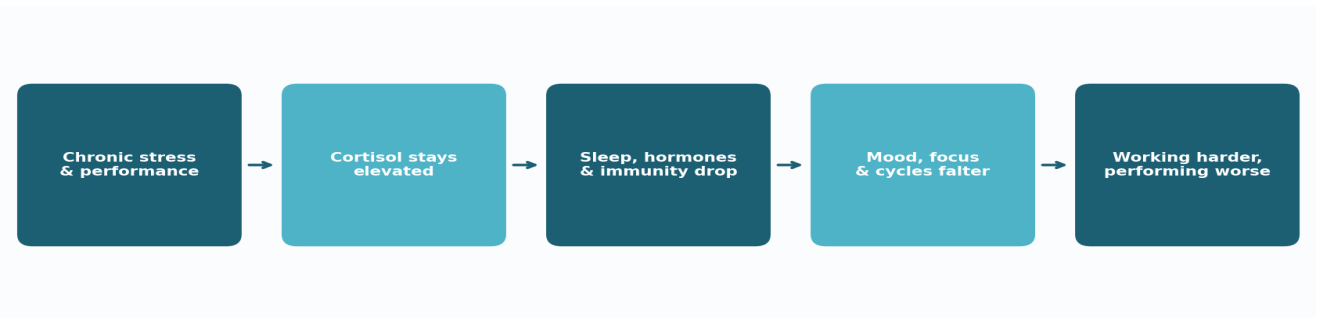 Chronic stress
& performance
Cortisol stays
elevated
Sleep, hormones
& immunity drop
Mood, focus
& cycles falter
Working harder,
performing worse